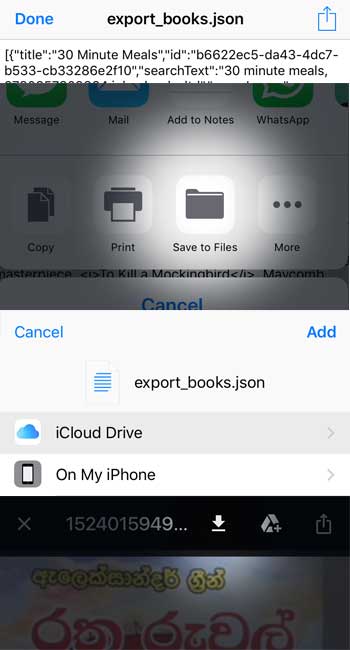 Done export_books.json
[{"title":"30 Minute Meals","id":"b6622ec5-da43-4dc7-
b533-cb33286e2f10","searchText":"30 minute meals,
Message Mail Add to Notes WhatsApp
Copy Print Save to Files More
masterpiece, <i>To Kill a Mockingbird</i>, Maycomb
Cancel
Cancel Add
export_books.json
iCloud Drive
On My iPhone
1524015949...
ඇලෙක්සාන්දර් ග්‍රීන්
රතු රුවල්